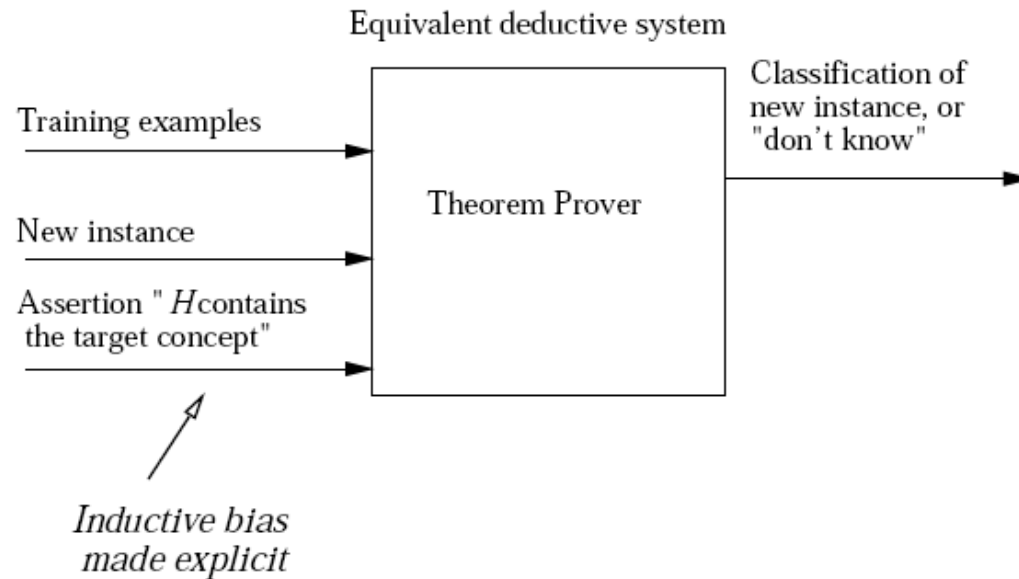 Equivalent deductive system
Training examples
New instance
Assertion " Hcontains
the target concept"
Theorem Prover
Classification of
new instance, or
"don't know"
Inductive bias
made explicit